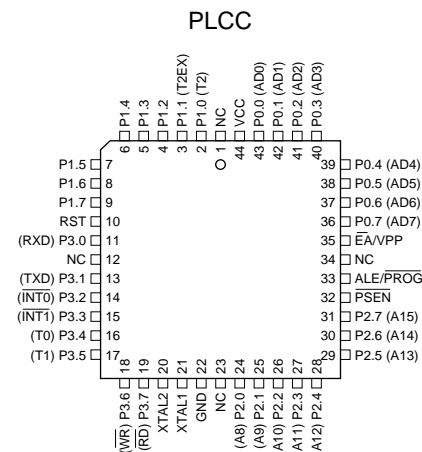 PLCC
P1.4
P1.3
P1.2
P1.1 (T2EX)
P1.0 (T2)
NC
VCC
P0.0 (AD0)
P0.1 (AD1)
P0.2 (AD2)
P0.3 (AD3)
6
5
4
3
2
1
44
43
42
41
40
P1.5 7
P1.6 8
P1.7 9
RST 10
(RXD) P3.0 11
NC 12
(TXD) P3.1 13
(INT0) P3.2 14
(INT1) P3.3 15
(T0) P3.4 16
(T1) P3.5 17
39 P0.4 (AD4)
38 P0.5 (AD5)
37 P0.6 (AD6)
36 P0.7 (AD7)
35 EA/VPP
34 NC
33 ALE/PROG
32 PSEN
31 P2.7 (A15)
30 P2.6 (A14)
29 P2.5 (A13)
18
19
20
21
22
23
24
25
26
27
28
(WR) P3.6
(RD) P3.7
XTAL2
XTAL1
GND
NC
(A8) P2.0
(A9) P2.1
A10) P2.2
A11) P2.3
A12) P2.4